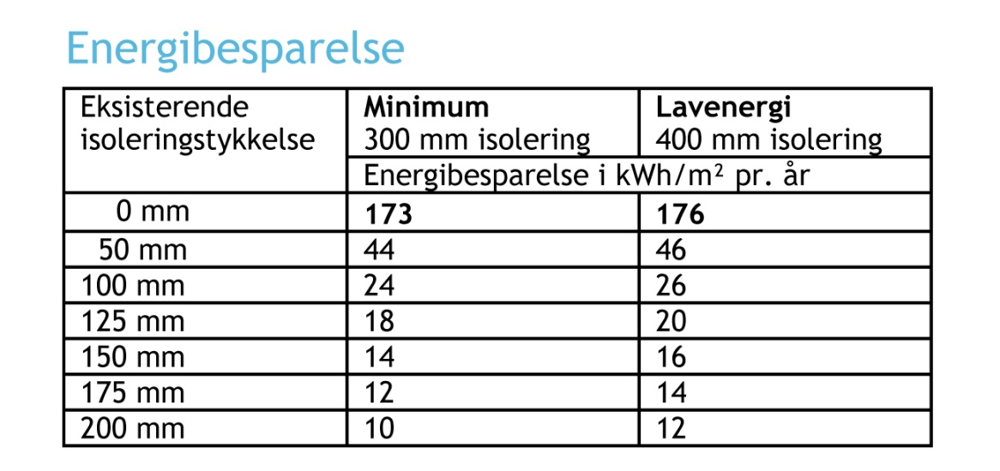 Energibesparelse
Eksisterende
isoleringstykkelse
Minimum
300 mm isolering
Lavenergi
400 mm isolering
Energibesparelse i kWh/m² pr. år
0 mm 173 176
50 mm 44 46
100 mm 24 26
125 mm 18 20
150 mm 14 16
175 mm 12 14
200 mm 10 12